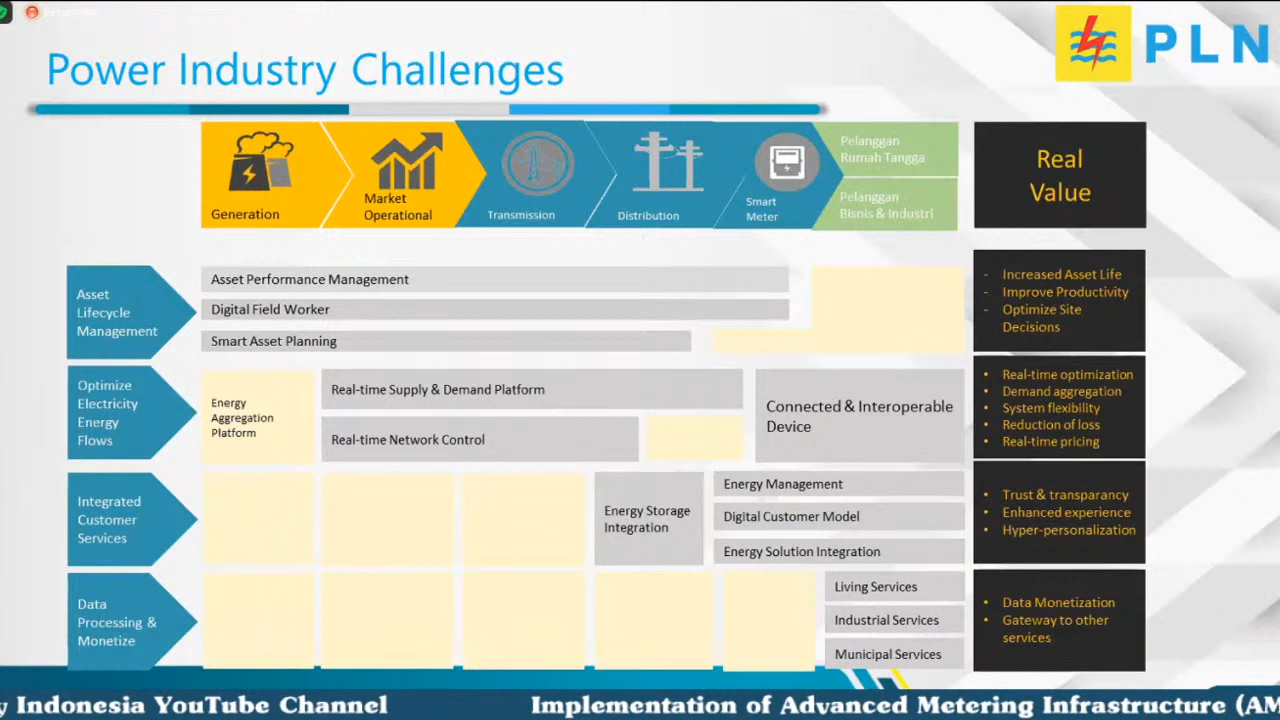 Power Industry Challenges
PLN
Generation
Market
Operational
Transmission
Distribution
Smart
Meter
Pelanggan
Rumah Tangga
Pelanggan
Bisnis & Industri
Real
Value
Asset
Lifecycle
Management
Asset Performance Management
Digital Field Worker
Smart Asset Planning
- Increased Asset Life
- Improve Productivity
- Optimize Site
Decisions
Optimize
Electricity
Energy
Flows
Energy
Aggregation
Platform
Real-time Supply & Demand Platform
Real-time Network Control
Connected & Interoperable
Device
• Real-time optimization
• Demand aggregation
• System flexibility
• Reduction of loss
• Real-time pricing
Integrated
Customer
Services
Energy Storage
Integration
Energy Management
Digital Customer Model
Energy Solution Integration
• Trust & transparancy
• Enhanced experience
• Hyper-personalization
Data
Processing &
Monetize
Living Services
Industrial Services
Municipal Services
• Data Monetization
• Gateway to other
services
y Indonesia YouTube Channel
Implementation of Advanced Metering Infrastructure (AM